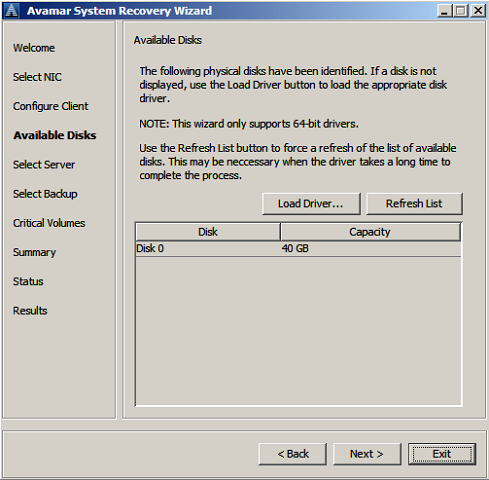 Avamar System Recovery Wizard
Welcome
Select NIC
Configure Client
Available Disks
Select Server
Select Backup
Critical Volumes
Summary
Status
Results
Available Disks
The following physical disks have been identified. If a disk is not
displayed, use the Load Driver button to load the appropriate disk
driver.
NOTE: This wizard only supports 64-bit drivers.
Use the Refresh List button to force a refresh of the list of available
disks. This may be neccessary when the driver takes a long time to
complete the process.
Load Driver... Refresh List
Disk Capacity
Disk 0 40 GB
< Back Next > Exit